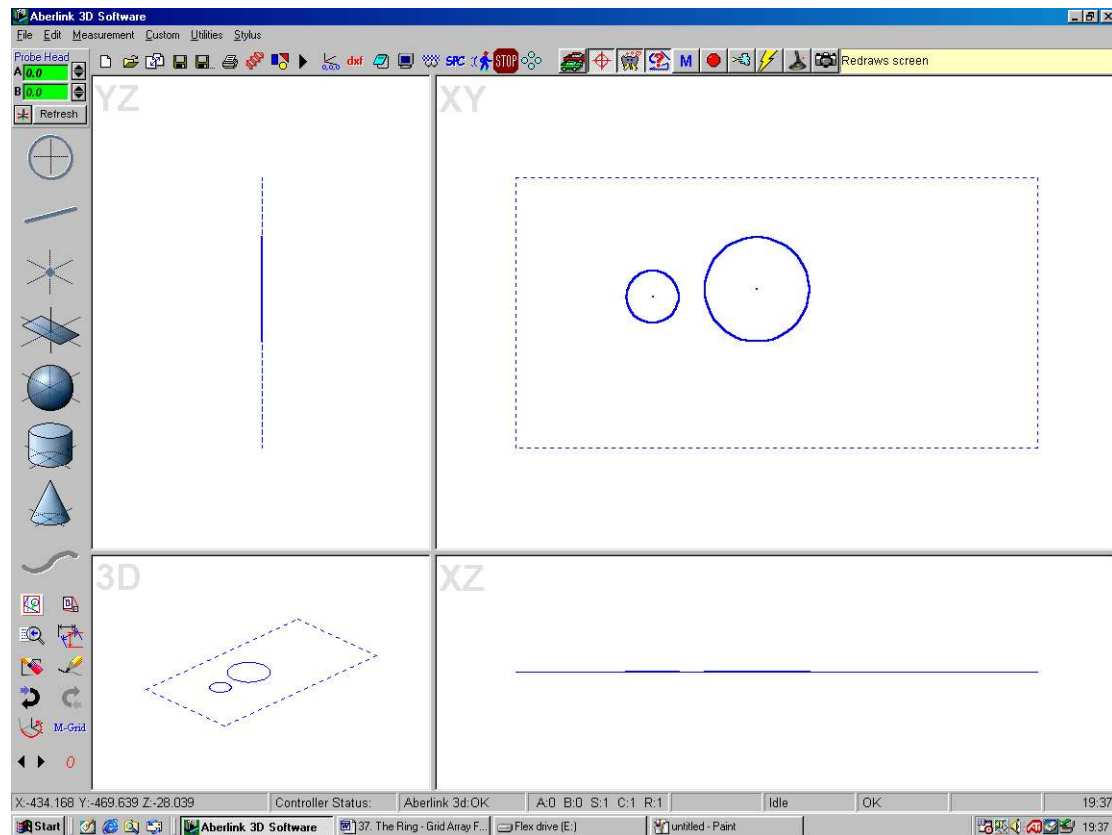 Aberlink 3D Software
File Edit Measurement Custom Utilities Stylus
Probe Head
A 0.0
B 0.0
Refresh
0,0,0 dxf SPC STOP M Redraws screen
YZ
XY
3D
XZ
M-Grid
0
X:-434.168 Y:-469.639 Z:-28.039 Controller Status: Aberlink 3d:OK A:0 B:0 S:1 C:1 R:1 Idle OK 19:37
Start Aberlink 3D Software 37. The Ring - Grid Array F... Flex drive (E:) untitled - Paint 19:37